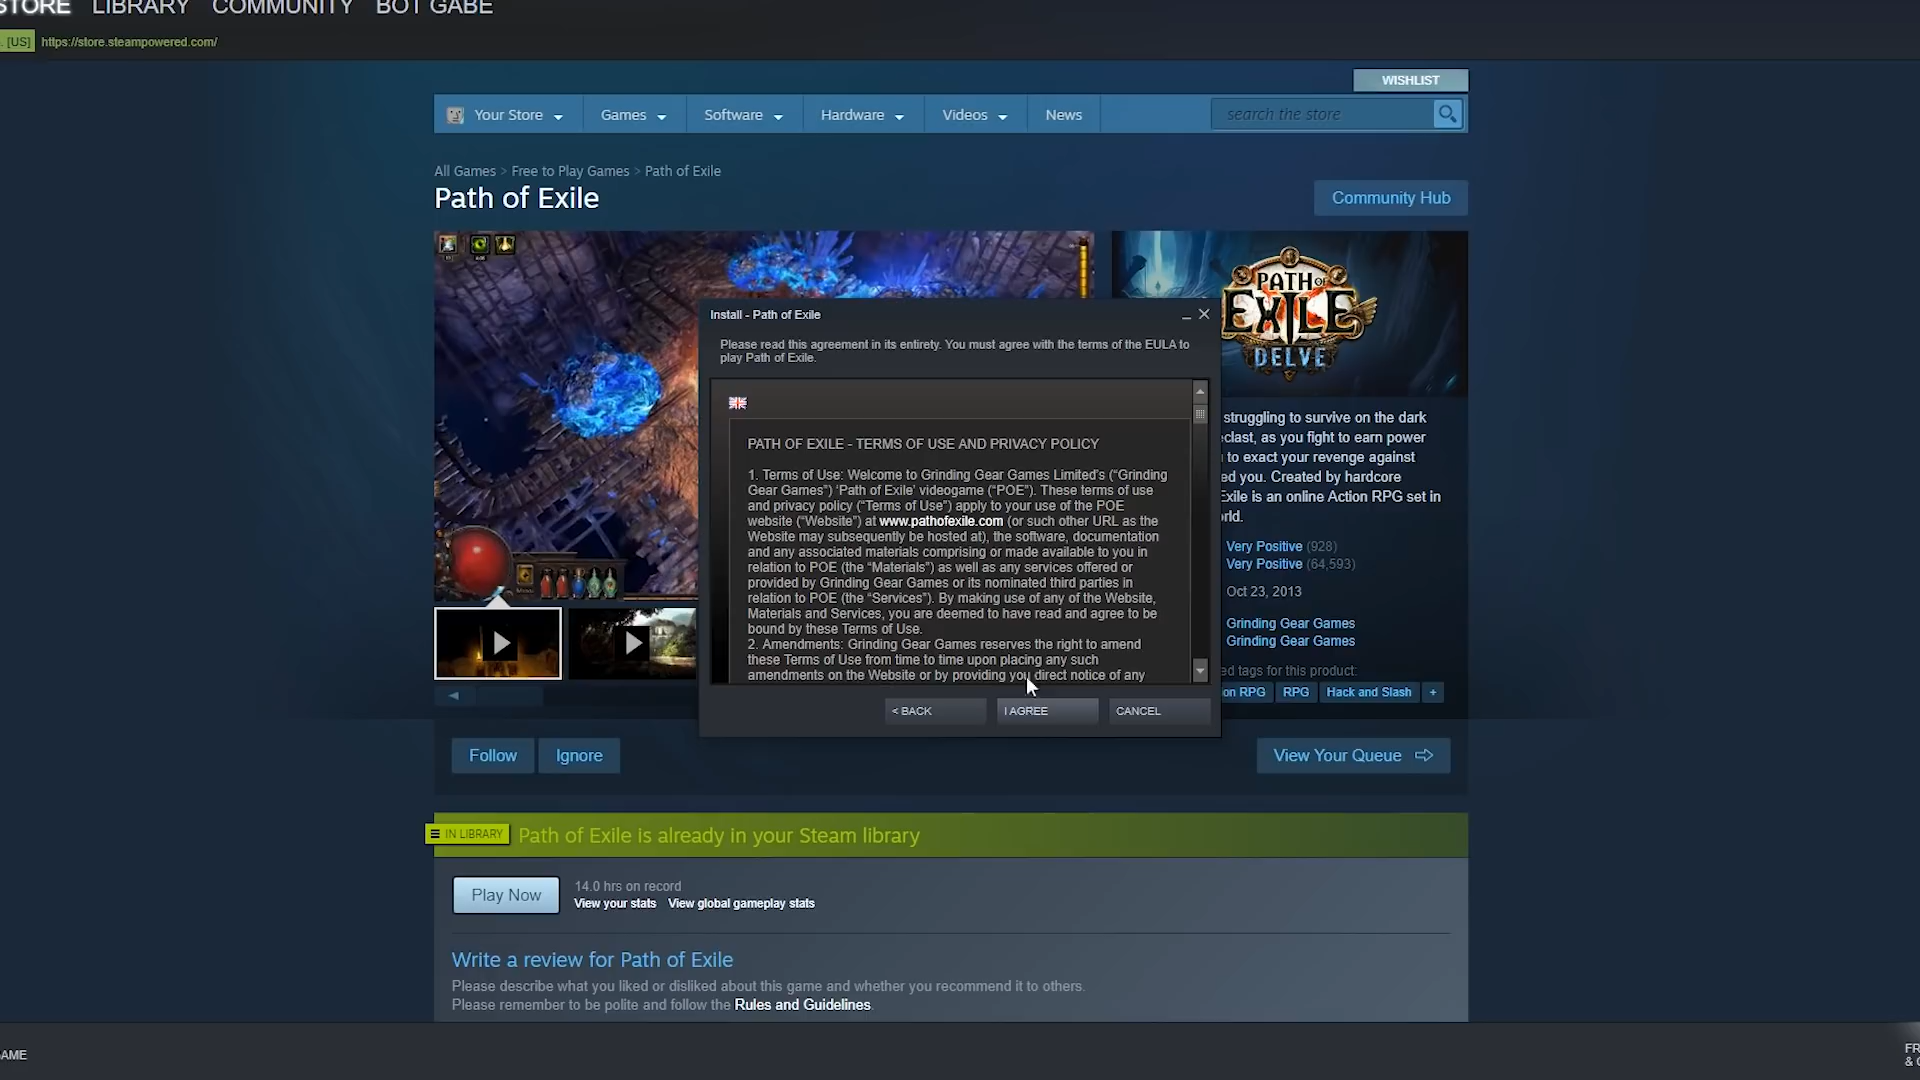 STORE LIBRARY COMMUNITY BOT GABE
. [US] https://store.steampowered.com/
WISHLIST
Your Store Games Software Hardware Videos News search the store
All Games > Free to Play Games > Path of Exile
Path of Exile
Community Hub
PATH OF
EXILE
DELVE
Install - Path of Exile
Please read this agreement in its entirety. You must agree with the terms of the EULA to
play Path of Exile.
PATH OF EXILE - TERMS OF USE AND PRIVACY POLICY
1. Terms of Use: Welcome to Grinding Gear Games Limited's (“Grinding
Gear Games”) ‘Path of Exile’ videogame (“POE”). These terms of use
and privacy policy (“Terms of Use”) apply to your use of the POE
website (“Website”) at www.pathofexile.com (or such other URL as the
Website may subsequently be hosted at), the software, documentation
and any associated materials comprising or made available to you in
relation to POE (the “Materials”) as well as any services offered or
provided by Grinding Gear Games or its nominated third parties in
relation to POE (the “Services”). By making use of any of the Website,
Materials and Services, you are deemed to have read and agree to be
bound by these Terms of Use.
2. Amendments: Grinding Gear Games reserves the right to amend
these Terms of Use from time to time upon placing any such
amendments on the Website or by providing you direct notice of any
< BACK I AGREE CANCEL
struggling to survive on the dark
clast, as you fight to earn power
to exact your revenge against
ed you. Created by hardcore
Exile is an online Action RPG set in
rld.
Very Positive (928)
Very Positive (64,593)
Oct 23, 2013
Grinding Gear Games
Grinding Gear Games
ed tags for this product:
on RPG RPG Hack and Slash +
Follow Ignore View Your Queue
IN LIBRARY Path of Exile is already in your Steam library
Play Now
14.0 hrs on record
View your stats View global gameplay stats
Write a review for Path of Exile
Please describe what you liked or disliked about this game and whether you recommend it to others.
Please remember to be polite and follow the Rules and Guidelines.
AME
FR
& C